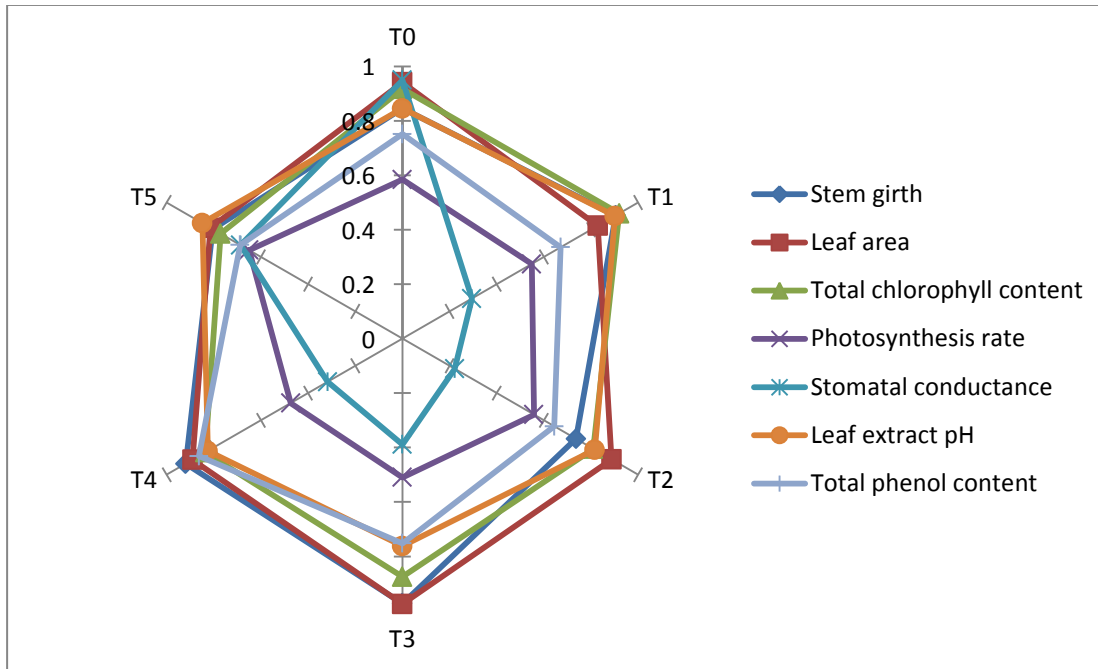 T0
1
0.8
0.6
0.4
0.2
0
T1
T2
T3
T4
T5
Stem girth
Leaf area
Total chlorophyll content
Photosynthesis rate
Stomatal conductance
Leaf extract pH
Total phenol content